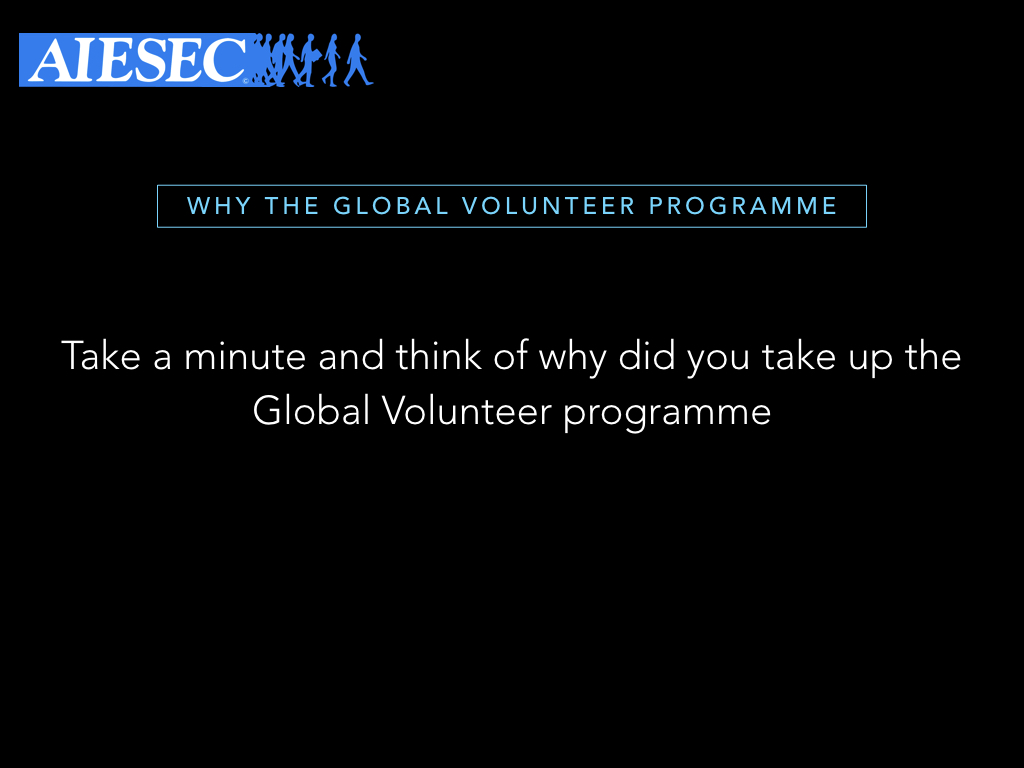 AIESEC
©
WHY THE GLOBAL VOLUNTEER PROGRAMME
Take a minute and think of why did you take up the
Global Volunteer programme